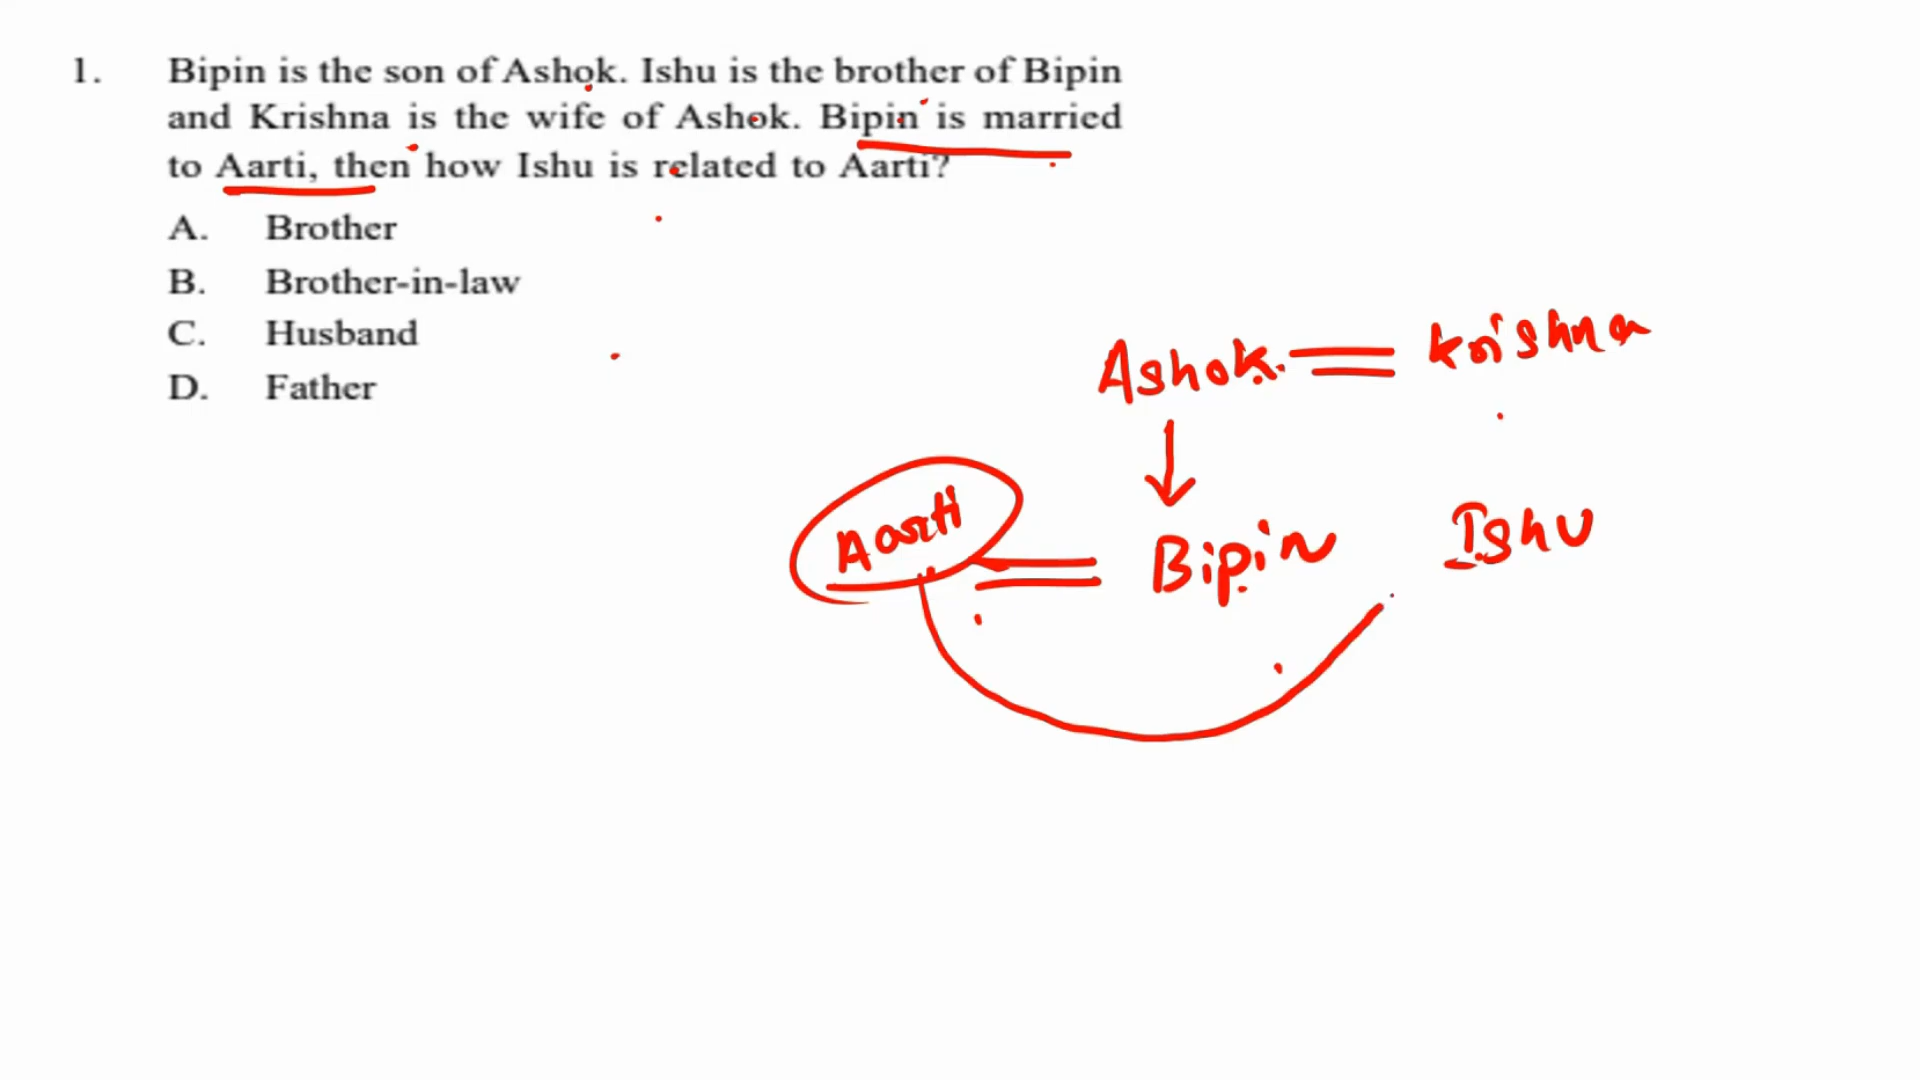 1. Bipin is the son of Ashok. Ishu is the brother of Bipin
and Krishna is the wife of Ashok. Bipin is married
to Aarti, then how Ishu is related to Aarti?
A. Brother
B. Brother-in-law
C. Husband
D. Father
Ashok = Krishna
Aarti = Bipin Ishu